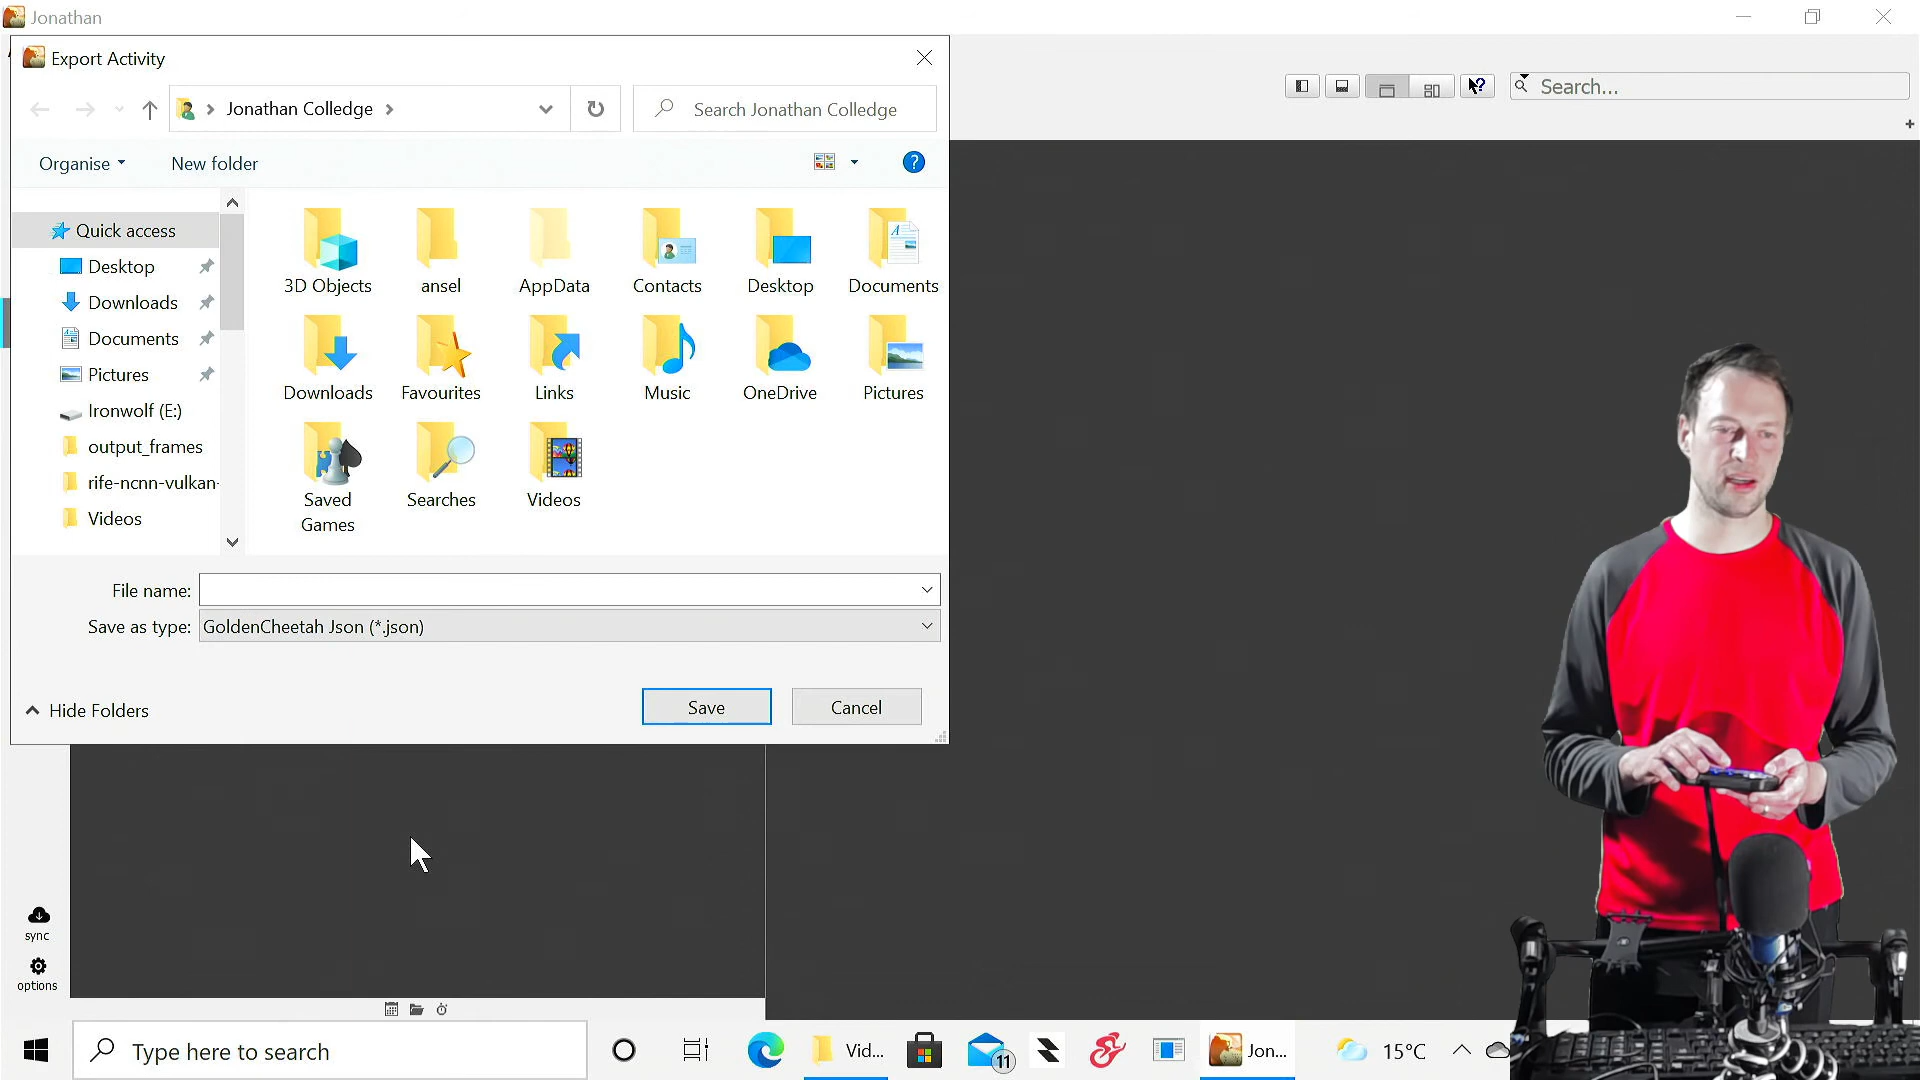 Jonathan
Export Activity
Jonathan Colledge
Search Jonathan Colledge
Search...
Organise
New folder
Quick access
Desktop
Downloads
Documents
Pictures
Ironwolf (E:)
output_frames
rife-ncnn-vulkan-
Videos
3D Objects
ansel
AppData
Contacts
Desktop
Documents
Downloads
Favourites
Links
Music
OneDrive
Pictures
Saved
Games
Searches
Videos
File name:
Save as type:
GoldenCheetah Json (*.json)
Hide Folders
Save
Cancel
sync
options
Type here to search
Vid...
11
Jon...
15°C